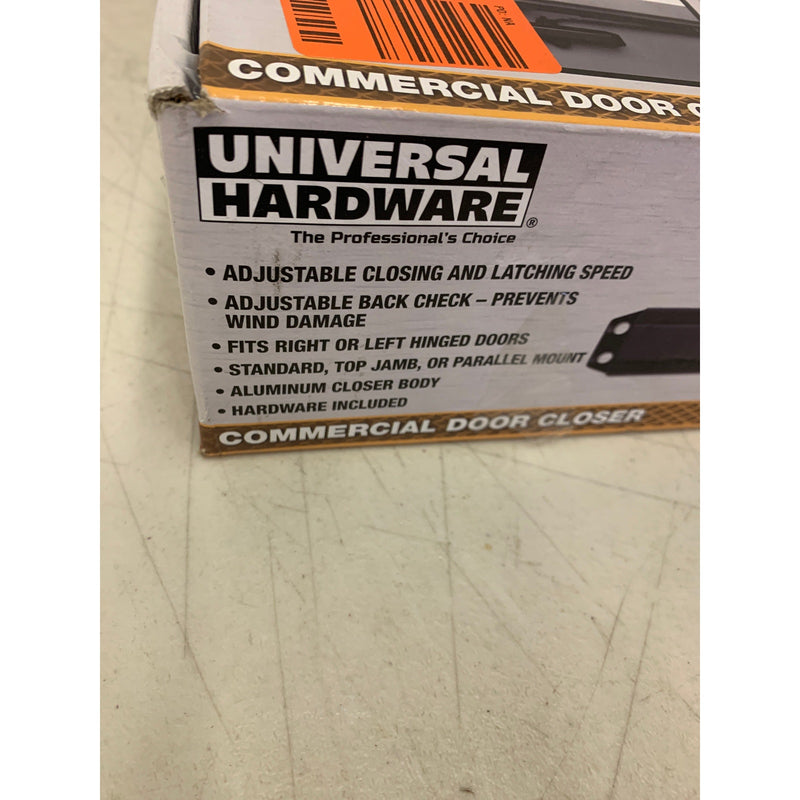 PO: NA
COMMERCIAL DOOR
UNIVERSAL
HARDWARE®
The Professional's Choice
• ADJUSTABLE CLOSING AND LATCHING SPEED
• ADJUSTABLE BACK CHECK – PREVENTS
WIND DAMAGE
• FITS RIGHT OR LEFT HINGED DOORS
• STANDARD, TOP JAMB, OR PARALLEL MOUNT
• ALUMINUM CLOSER BODY
• HARDWARE INCLUDED
COMMERCIAL DOOR CLOSER